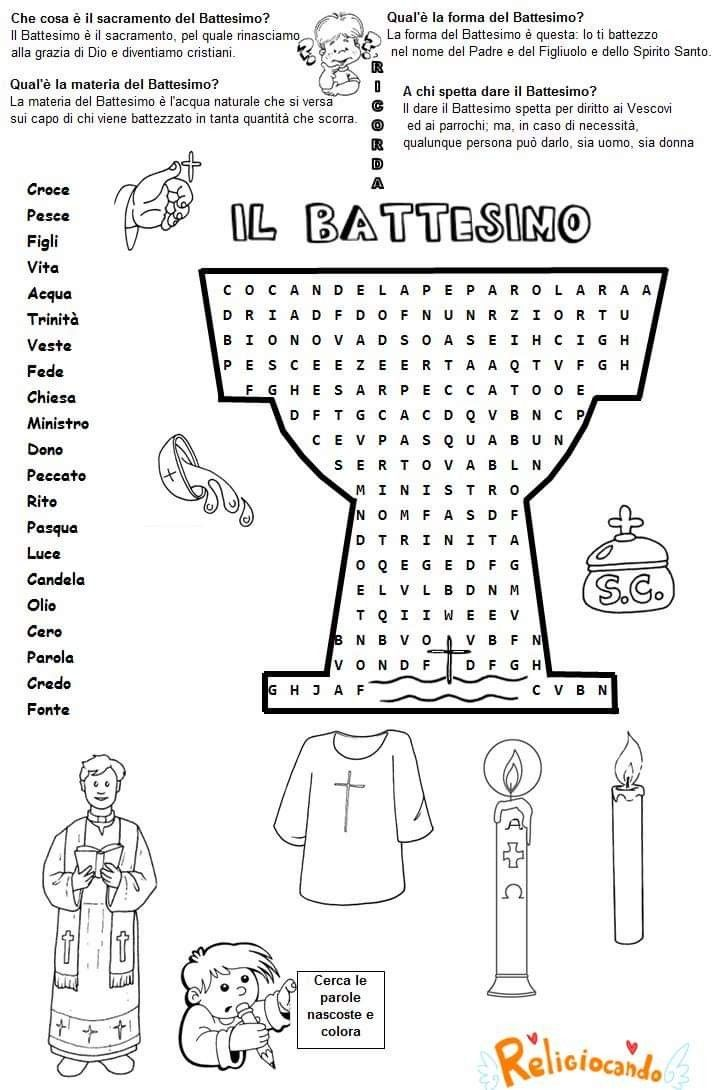 Che cosa è il sacramento del Battesimo?
Il Battesimo è il sacramento, pel quale rinasciamo
alla grazia di Dio e diventiamo cristiani.
Qual'è la materia del Battesimo?
La materia del Battesimo è l'acqua naturale che si versa
sui capo di chi viene battezzato in tanta quantità che scorra.
RICORDA
Qual'è la forma del Battesimo?
La forma del Battesimo è questa: Io ti battezzo
nel nome del Padre e del Figliuolo e dello Spirito Santo.
A chi spetta dare il Battesimo?
Il dare il Battesimo spetta per diritto ai Vescovi
ed ai parrochi; ma, in caso di necessità,
qualunque persona può darlo, sia uomo, sia donna
IL BATTESIMO
Croce
Pesce
Figli
Vita
Acqua
Trinità
Veste
Fede
Chiesa
Ministro
Dono
Peccato
Rito
Pasqua
Luce
Candela
Olio
Cero
Parola
Credo
Fonte
C O C A N D E L A P E P A R O L A R A A
D R I A D F D O F N U N R Z I O R T U
B I O N O V A D S O A S E I H C I G H
P E S C E E Z E E R T A A Q T V F G H
F G H E S A R P E C C A T O O E
D F T G C A C D Q V B N C P
C E V P A S Q U A B U N
S E R T O V A B L N
M I N I S T R O
N O M F A S D F
D T R I N I T A
O Q E G E D F G
E L V L B D N M
T Q I I W E E V
B N B V O V B F N
V O N D F D F G H
G H J A F C V B N
S.C.
A
Ω
Cerca le
parole
nascoste e
colora
Religiocando